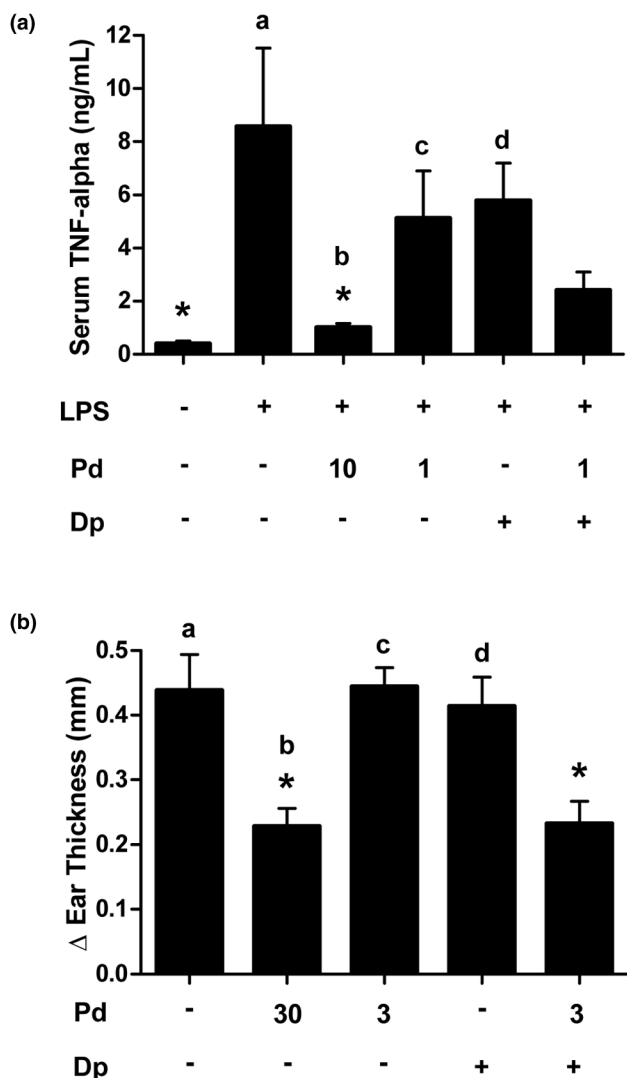 (a)
Serum TNF-alpha (ng/mL)
12
10
8
6
4
2
0
a
b
c
d
*
*
LPS - + + + + +
Pd - - 10 1 - 1
Dp - - - - + +
(b)
Δ Ear Thickness (mm)
0.5
0.4
0.3
0.2
0.1
0.0
a
b
c
d
*
*
Pd - 30 3 - 3
Dp - - - + +